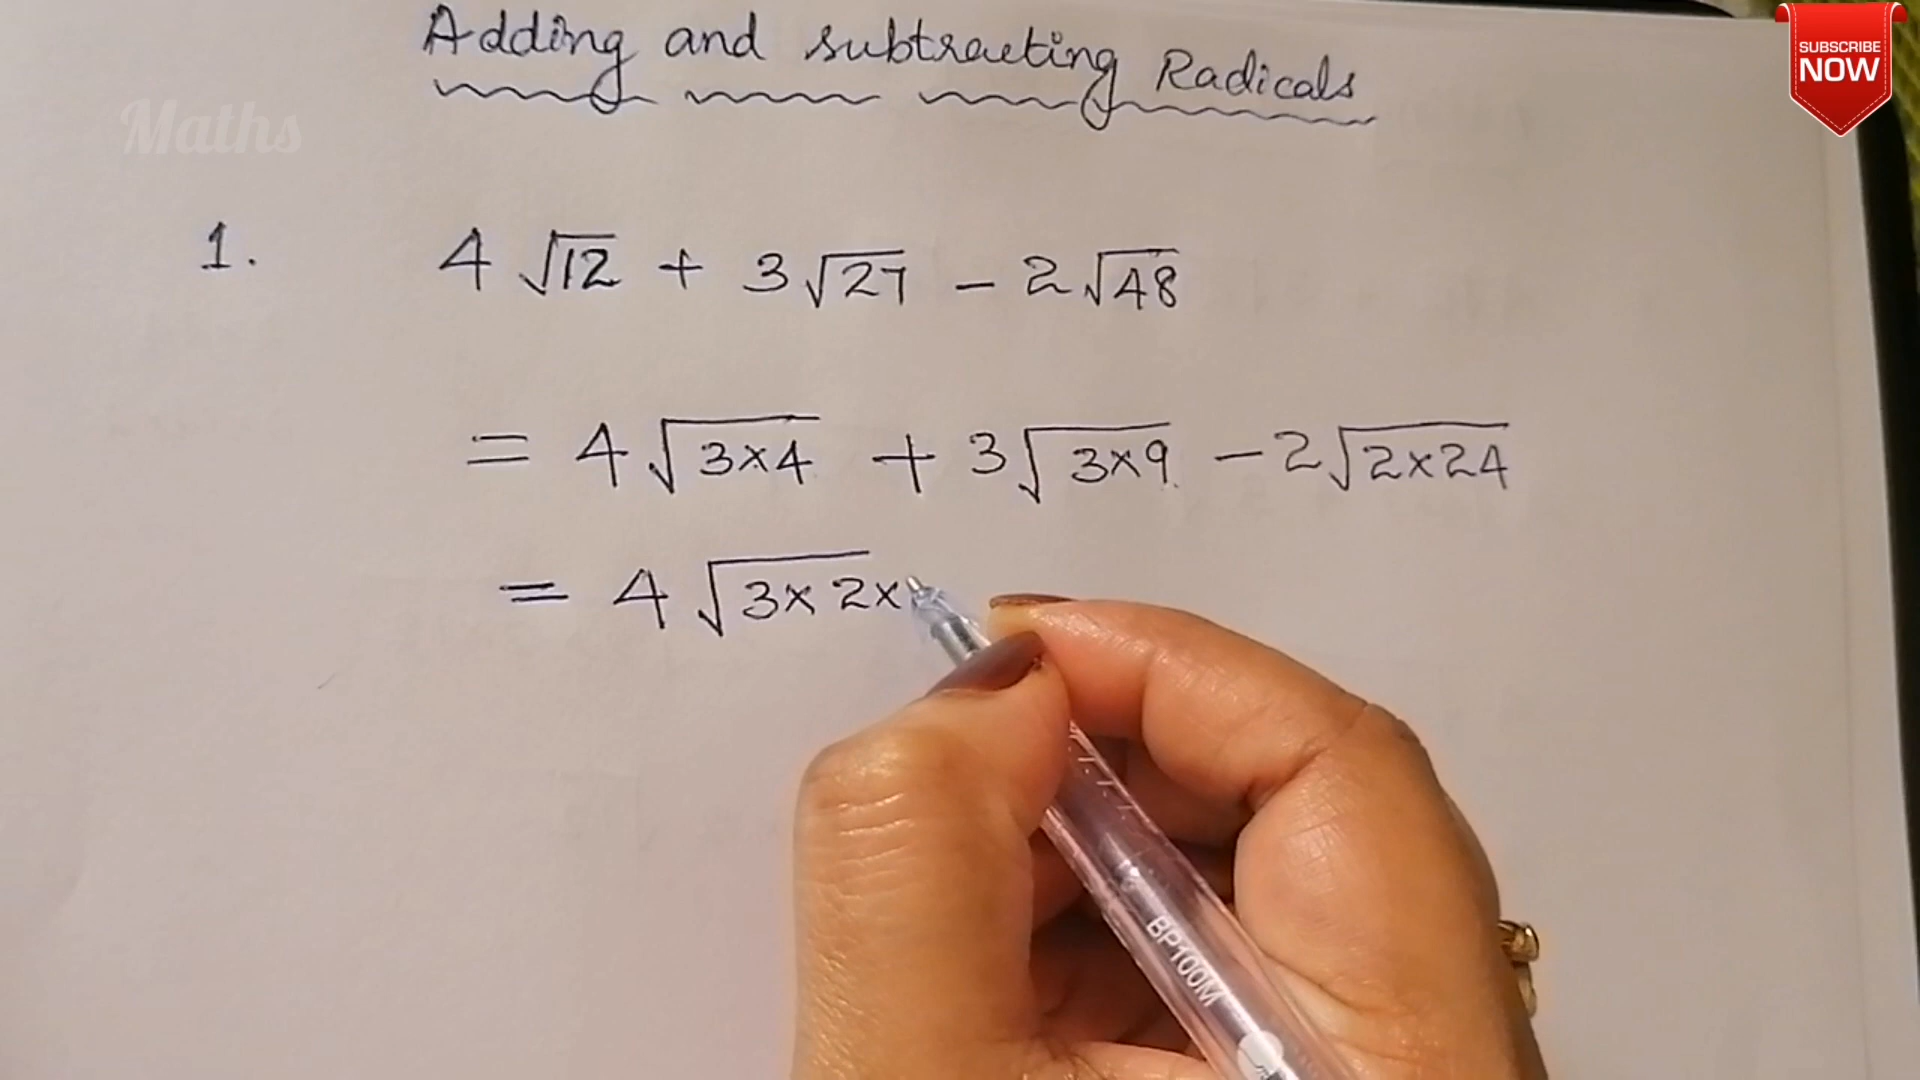 Adding and subtracting Radicals
SUBSCRIBE
NOW
Maths
1. 4√12 + 3√27 - 2√48
= 4√3×4 + 3√3×9 - 2√2×24
= 4√3×2×
BP100M